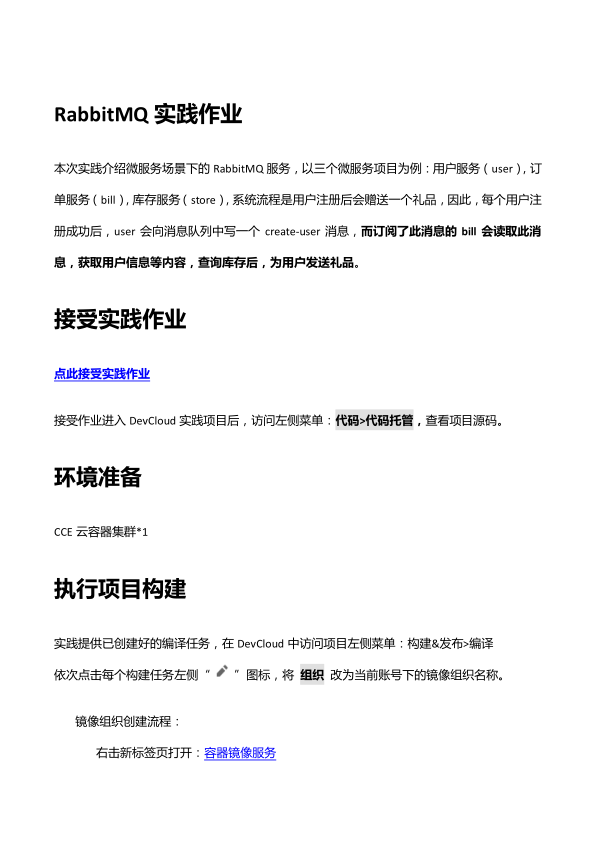 RabbitMQ 实践作业
本次实践介绍微服务场景下的 RabbitMQ 服务，以三个微服务项目为例：用户服务（ user ），订
单服务（ bill ），库存服务（ store ），系统流程是用户注册后会赠送一个礼品，因此，每个用户注
册成功后，user 会向消息队列中写一个 create-user 消息，而订阅了此消息的 bill 会读取此消
息，获取用户信息等内容，查询库存后，为用户发送礼品。
接受实践作业
点此接受实践作业
接受作业进入 DevCloud 实践项目后，访问左侧菜单：代码>代码托管，查看项目源码。
环境准备
CCE 云容器集群*1
执行项目构建
实践提供已创建好的编译任务，在 DevCloud 中访问项目左侧菜单：构建&发布>编译
依次点击每个构建任务左侧“ ”图标，将 组织 改为当前账号下的镜像组织名称。
镜像组织创建流程：
右击新标签页打开：容器镜像服务